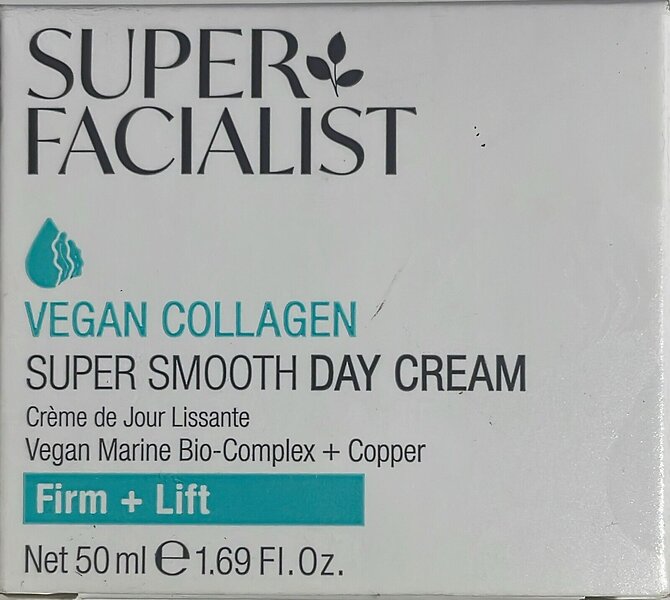 SUPER
FACIALIST
VEGAN COLLAGEN
SUPER SMOOTH DAY CREAM
Crème de Jour Lissante
Vegan Marine Bio-Complex + Copper
Firm + Lift
Net 50 ml ℮ 1.69 Fl.Oz.